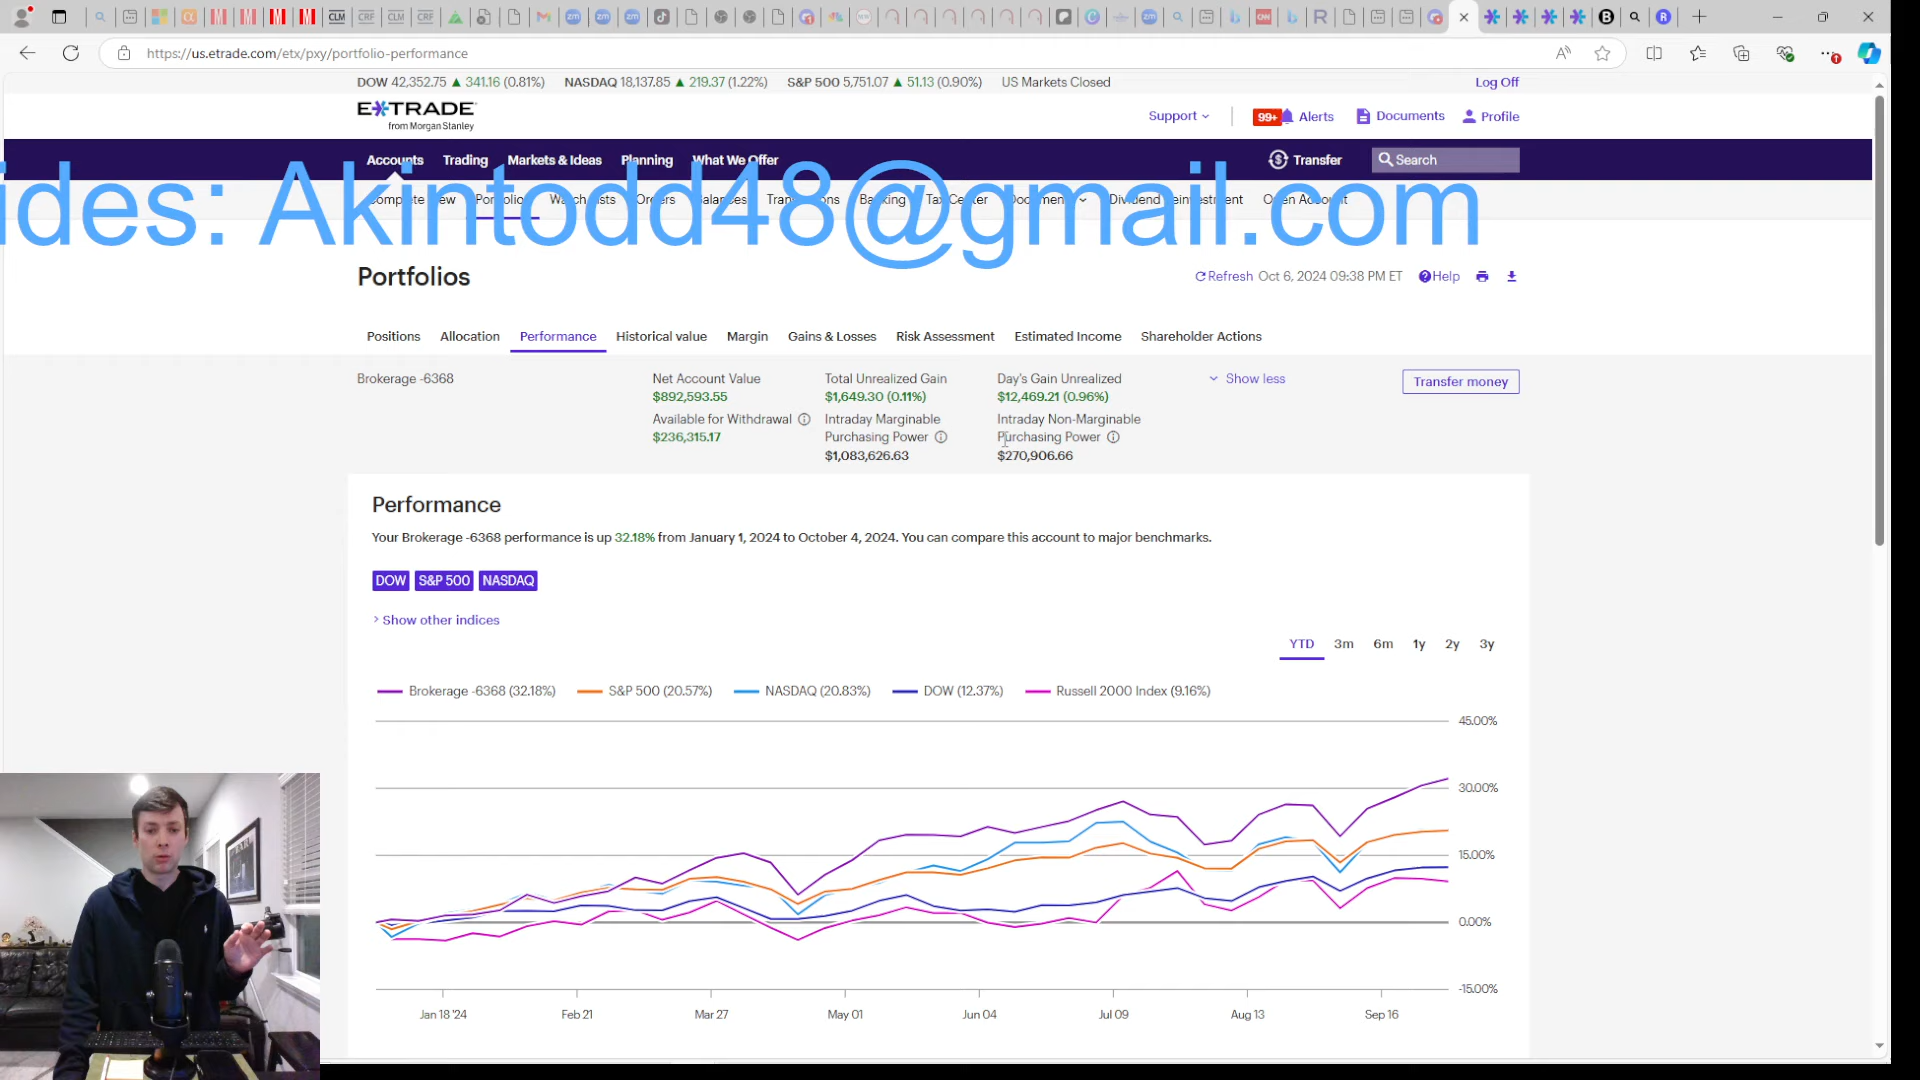 https://us.etrade.com/etx/pxy/portfolio-performance
DOW 42,352.75 ▲ 341.16 (0.81%) NASDAQ 18,137.85 ▲ 219.37 (1.22%) S&P 500 5,751.07 ▲ 51.13 (0.90%) US Markets Closed
Log Off
E*TRADE
from Morgan Stanley
Support
99+ Alerts
Documents
Profile
Accounts Trading Markets & Ideas Planning What We Offer
Transfer
Search
ides: Akintodd48@gmail.com
Portfolios
Refresh Oct 6, 2024 09:38 PM ET
Help
Positions Allocation Performance Historical value Margin Gains & Losses Risk Assessment Estimated Income Shareholder Actions
Brokerage -6368
Net Account Value
$892,593.55
Available for Withdrawal
$236,315.17
Total Unrealized Gain
$1,649.30 (0.11%)
Intraday Marginable
Purchasing Power
$1,083,626.63
Day's Gain Unrealized
$12,469.21 (0.96%)
Intraday Non-Marginable
Purchasing Power
$270,906.66
Show less
Transfer money
Performance
Your Brokerage -6368 performance is up 32.18% from January 1, 2024 to October 4, 2024. You can compare this account to major benchmarks.
DOW S&P 500 NASDAQ
Show other indices
YTD 3m 6m 1y 2y 3y
Brokerage -6368 (32.18%) S&P 500 (20.57%) NASDAQ (20.83%) DOW (12.37%) Russell 2000 Index (9.16%)
45.00%
30.00%
15.00%
0.00%
-15.00%
Jan 18 '24 Feb 21 Mar 27 May 01 Jun 04 Jul 09 Aug 13 Sep 16